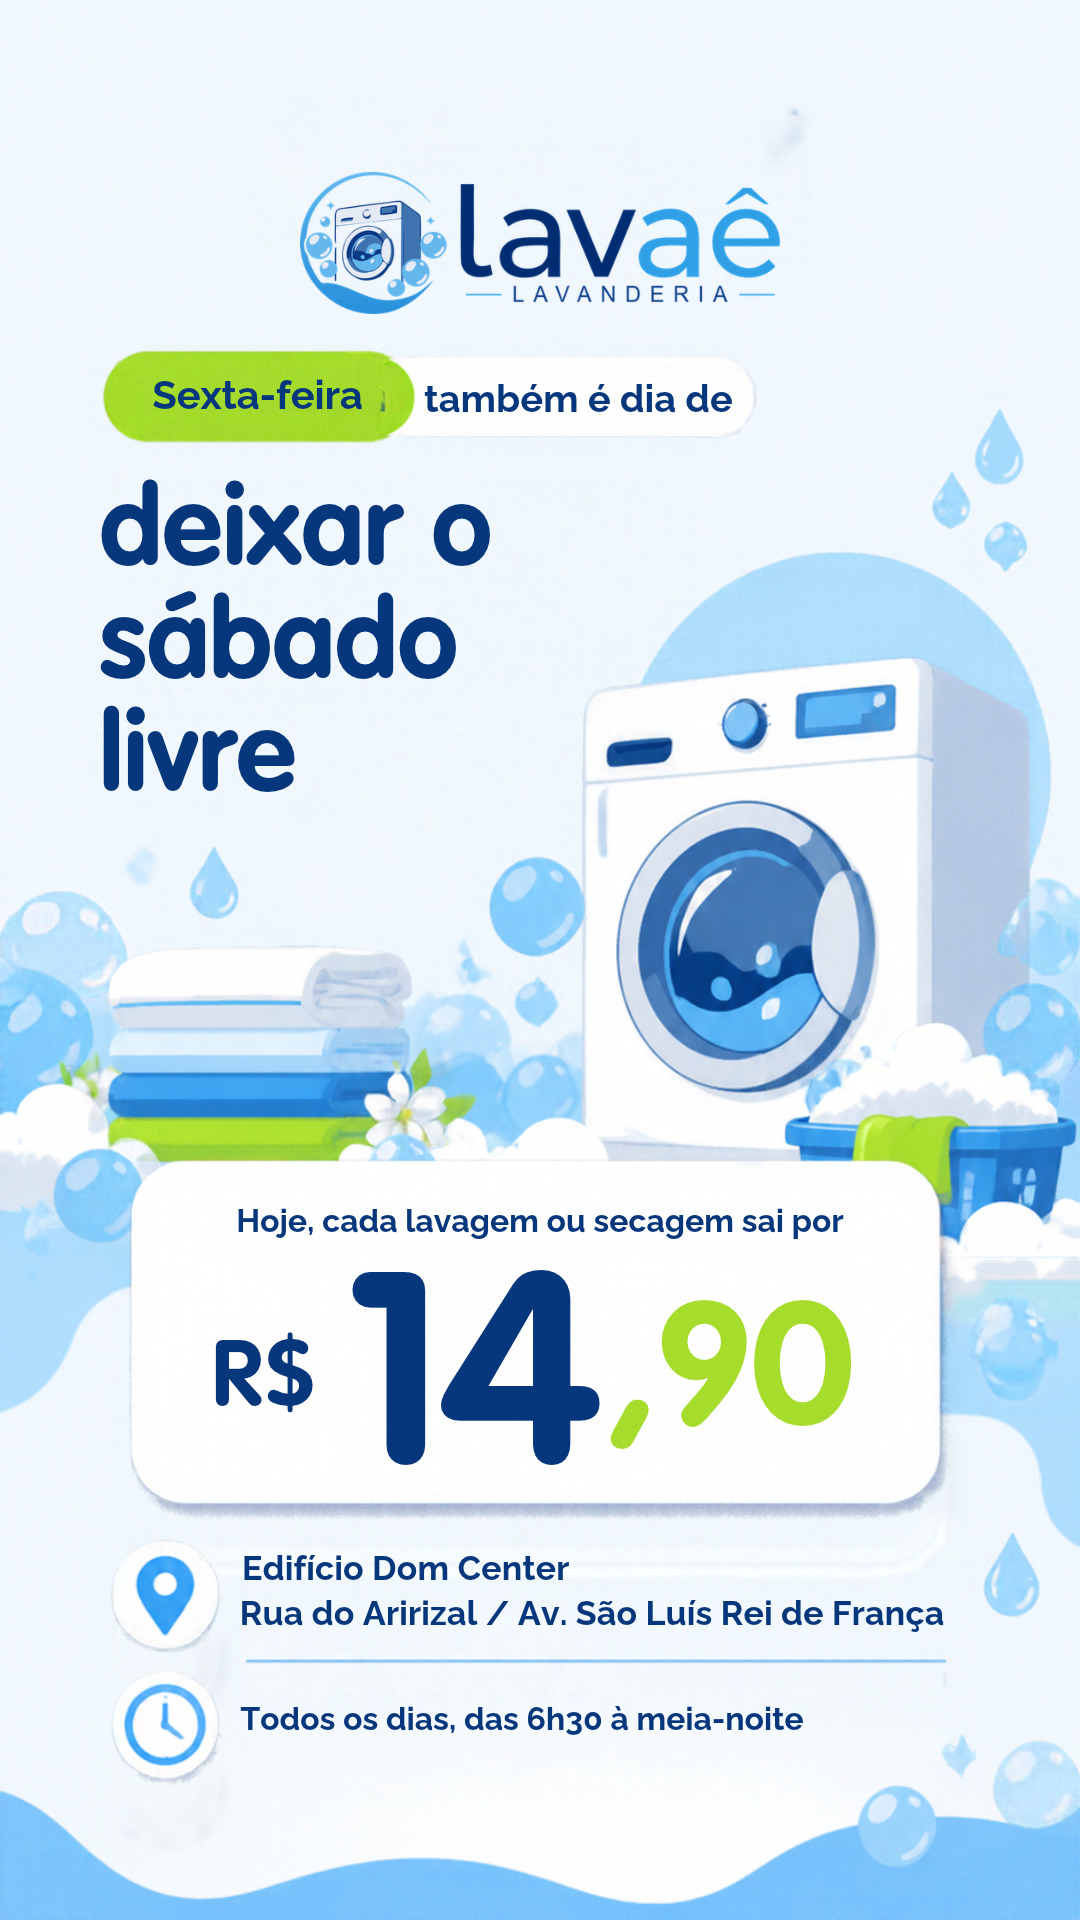 lavaê
LAVANDERIA
Sexta-feira também é dia de
deixar o
sábado
livre
Hoje, cada lavagem ou secagem sai por
R$ 14,90
Edifício Dom Center
Rua do Aririzal / Av. São Luís Rei de França
Todos os dias, das 6h30 à meia-noite